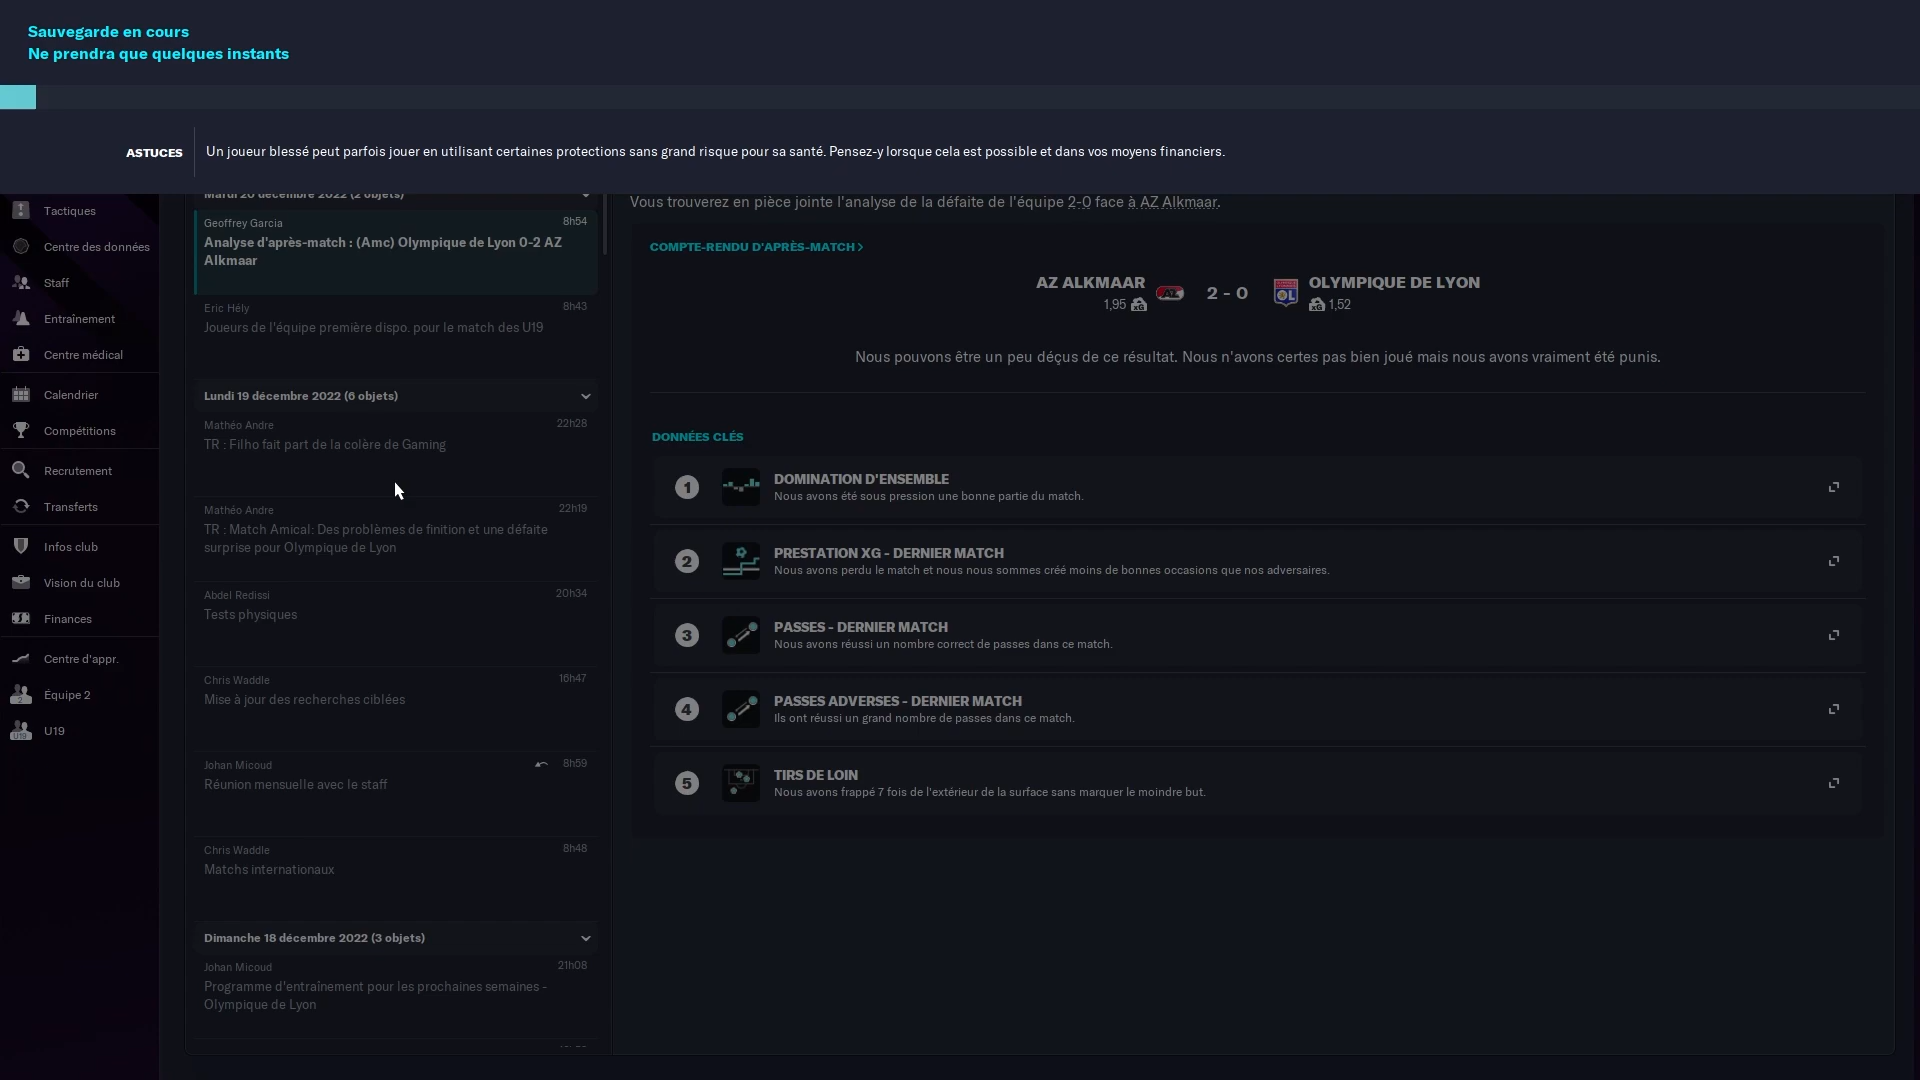 Sauvegarde en cours
Ne prendra que quelques instants
ASTUCES
Un joueur blessé peut parfois jouer en utilisant certaines protections sans grand risque pour sa santé. Pensez-y lorsque cela est possible et dans vos moyens financiers.
Tactiques
Centre des données
Staff
Entraînement
Centre médical
Calendrier
Compétitions
Recrutement
Transferts
Infos club
Vision du club
Finances
Centre d'appr.
2
Équipe 2
U19
U19
Mardi 20 décembre 2022 (2 objets)
Geoffrey Garcia
8h54
Analyse d'après-match : (Amc) Olympique de Lyon 0-2 AZ
Alkmaar
Eric Hély
8h43
Joueurs de l'équipe première dispo. pour le match des U19
Lundi 19 décembre 2022 (6 objets)
Mathéo Andre
22h28
TR : Filho fait part de la colère de Gaming
Mathéo Andre
22h19
TR : Match Amical: Des problèmes de finition et une défaite
surprise pour Olympique de Lyon
Abdel Redissi
20h34
Tests physiques
Chris Waddle
16h47
Mise à jour des recherches ciblées
Johan Micoud
8h59
Réunion mensuelle avec le staff
Chris Waddle
8h48
Matchs internationaux
Dimanche 18 décembre 2022 (3 objets)
Johan Micoud
21h08
Programme d'entraînement pour les prochaines semaines -
Olympique de Lyon
Vous trouverez en pièce jointe l'analyse de la défaite de l'équipe 2-0 face à AZ Alkmaar.
COMPTE-RENDU D'APRÈS-MATCH >
AZ ALKMAAR
1,95 xG
2 - 0
OL
OLYMPIQUE DE LYON
xG 1,52
Nous pouvons être un peu déçus de ce résultat. Nous n'avons certes pas bien joué mais nous avons vraiment été punis.
DONNÉES CLÉS
1
DOMINATION D'ENSEMBLE
Nous avons été sous pression une bonne partie du match.
2
PRESTATION XG - DERNIER MATCH
Nous avons perdu le match et nous nous sommes créé moins de bonnes occasions que nos adversaires.
3
PASSES - DERNIER MATCH
Nous avons réussi un nombre correct de passes dans ce match.
4
PASSES ADVERSES - DERNIER MATCH
Ils ont réussi un grand nombre de passes dans ce match.
5
TIRS DE LOIN
Nous avons frappé 7 fois de l'extérieur de la surface sans marquer le moindre but.